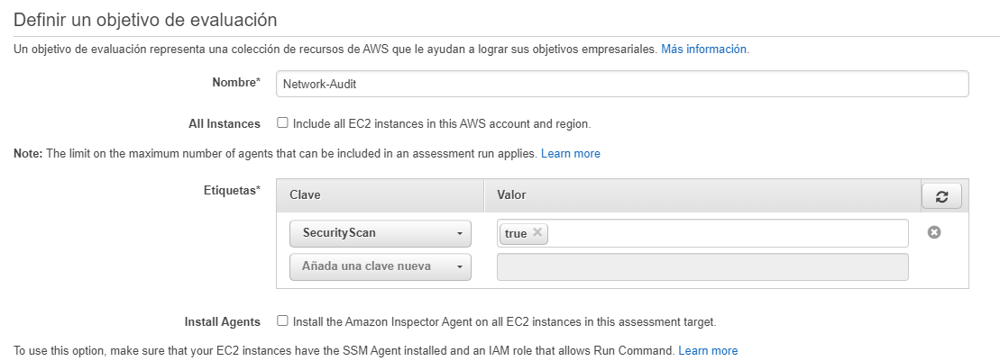 Definir un objetivo de evaluación
Un objetivo de evaluación representa una colección de recursos de AWS que le ayudan a lograr sus objetivos empresariales. Más información.
Nombre* Network-Audit
All Instances Include all EC2 instances in this AWS account and region.
Note: The limit on the maximum number of agents that can be included in an assessment run applies. Learn more
Etiquetas* Clave Valor
SecurityScan true
Añada una clave nueva
Install Agents Install the Amazon Inspector Agent on all EC2 instances in this assessment target.
To use this option, make sure that your EC2 instances have the SSM Agent installed and an IAM role that allows Run Command. Learn more